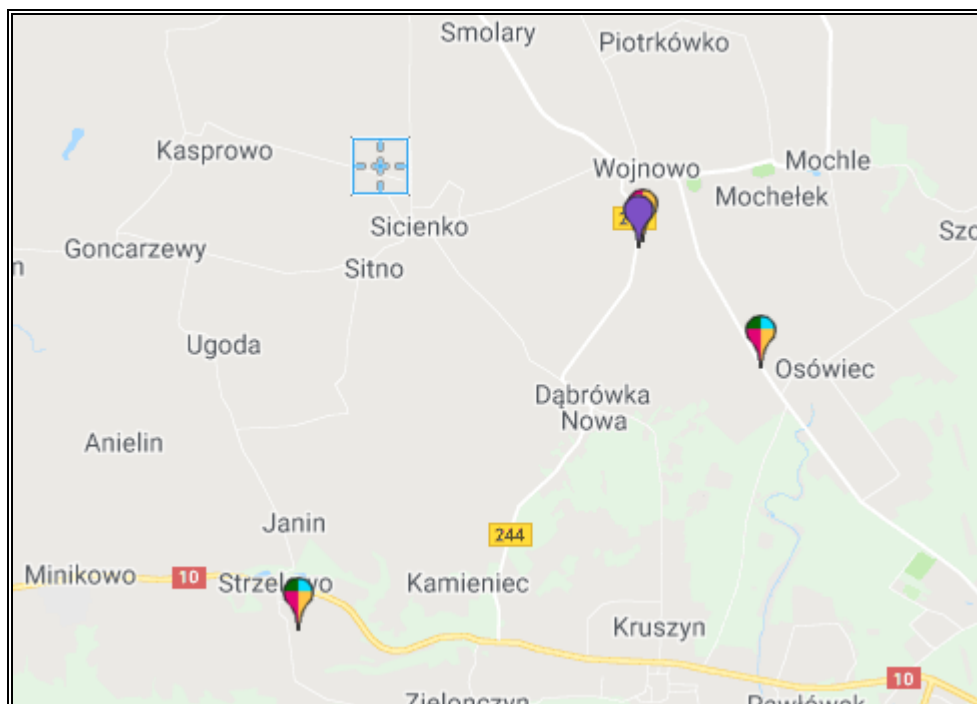 Smolary
Piotrkówko
Kasprowo
Wojnowo
Mochle
Mochełek
Sicienko
Goncarzewy
Sitno
Ugoda
Osówiec
Dąbrówka
Nowa
Anielin
Janin
244
Minikowo
10
Kamieniec
Kruszyn
10